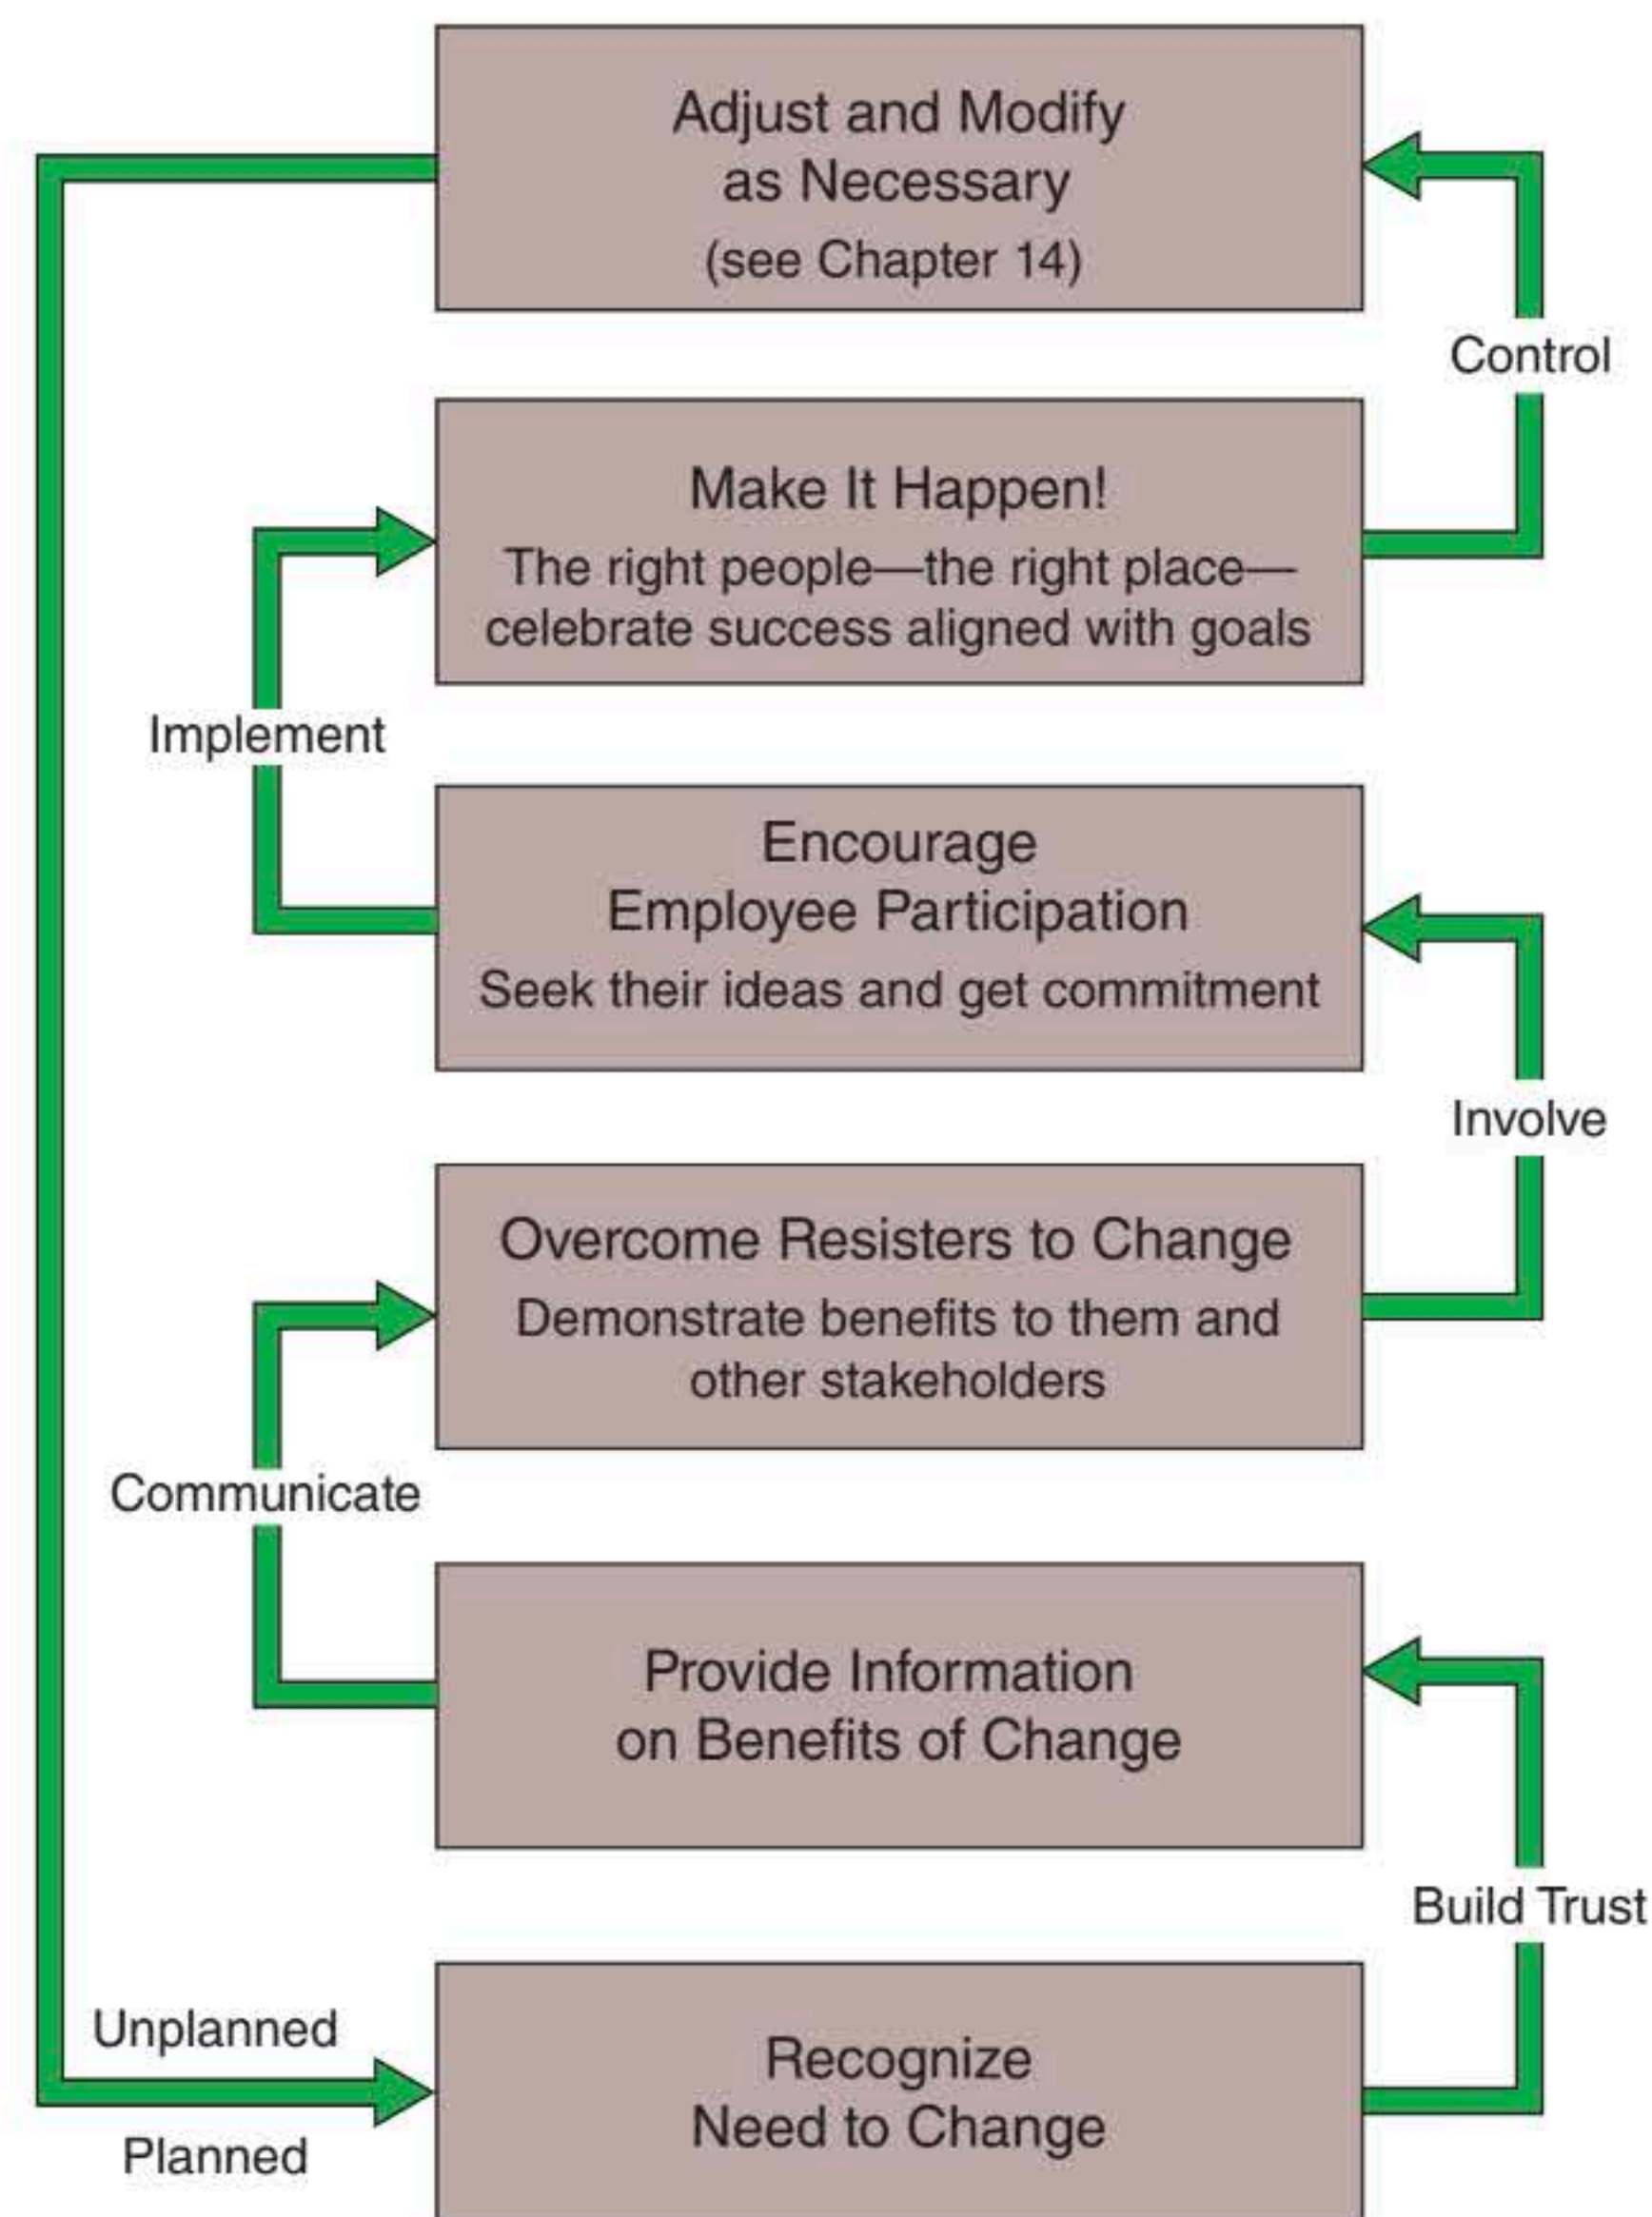 Adjust and Modify
as Necessary
(see Chapter 14)
Control
Make It Happen!
The right people—the right place—
celebrate success aligned with goals
Implement
Encourage
Employee Participation
Seek their ideas and get commitment
Involve
Overcome Resisters to Change
Demonstrate benefits to them and
other stakeholders
Communicate
Provide Information
on Benefits of Change
Build Trust
Unplanned
Recognize
Need to Change
Planned